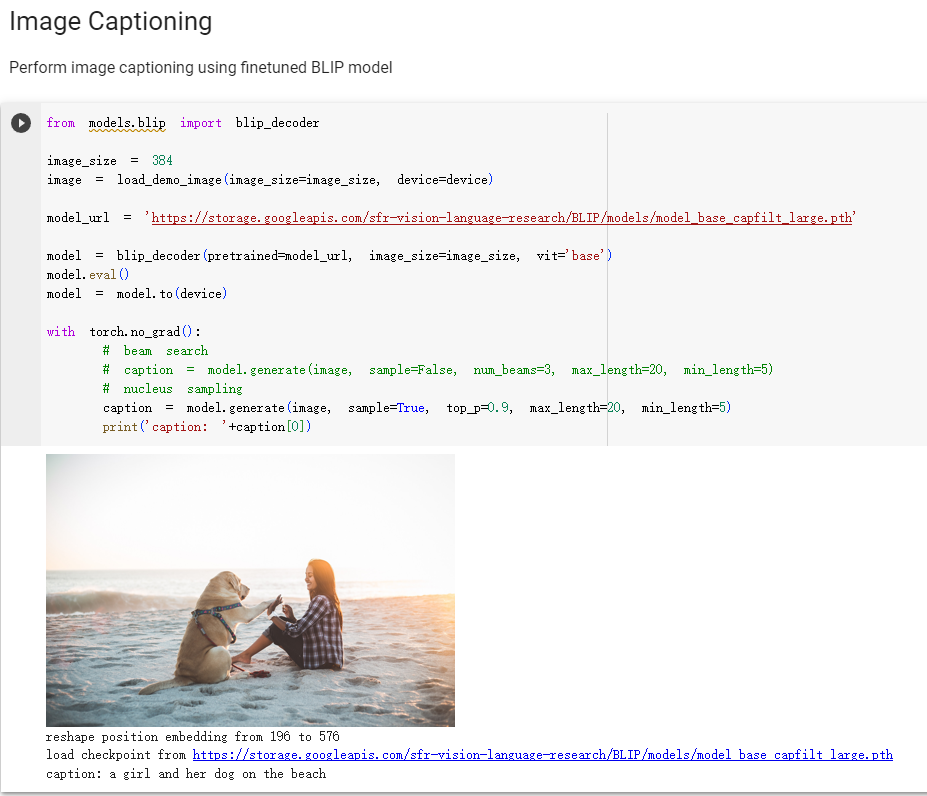 Image Captioning
Perform image captioning using finetuned BLIP model
from models.blip import blip_decoder
image_size = 384
image = load_demo_image(image_size=image_size, device=device)
model_url = 'https://storage.googleapis.com/sfr-vision-language-research/BLIP/models/model_base_capfilt_large.pth'
model = blip_decoder(pretrained=model_url, image_size=image_size, vit='base')
model.eval()
model = model.to(device)
with torch.no_grad():
# beam search
# caption = model.generate(image, sample=False, num_beams=3, max_length=20, min_length=5)
# nucleus sampling
caption = model.generate(image, sample=True, top_p=0.9, max_length=20, min_length=5)
print('caption: '+caption[0])
reshape position embedding from 196 to 576
load checkpoint from https://storage.googleapis.com/sfr-vision-language-research/BLIP/models/model_base_capfilt_large.pth
caption: a girl and her dog on the beach